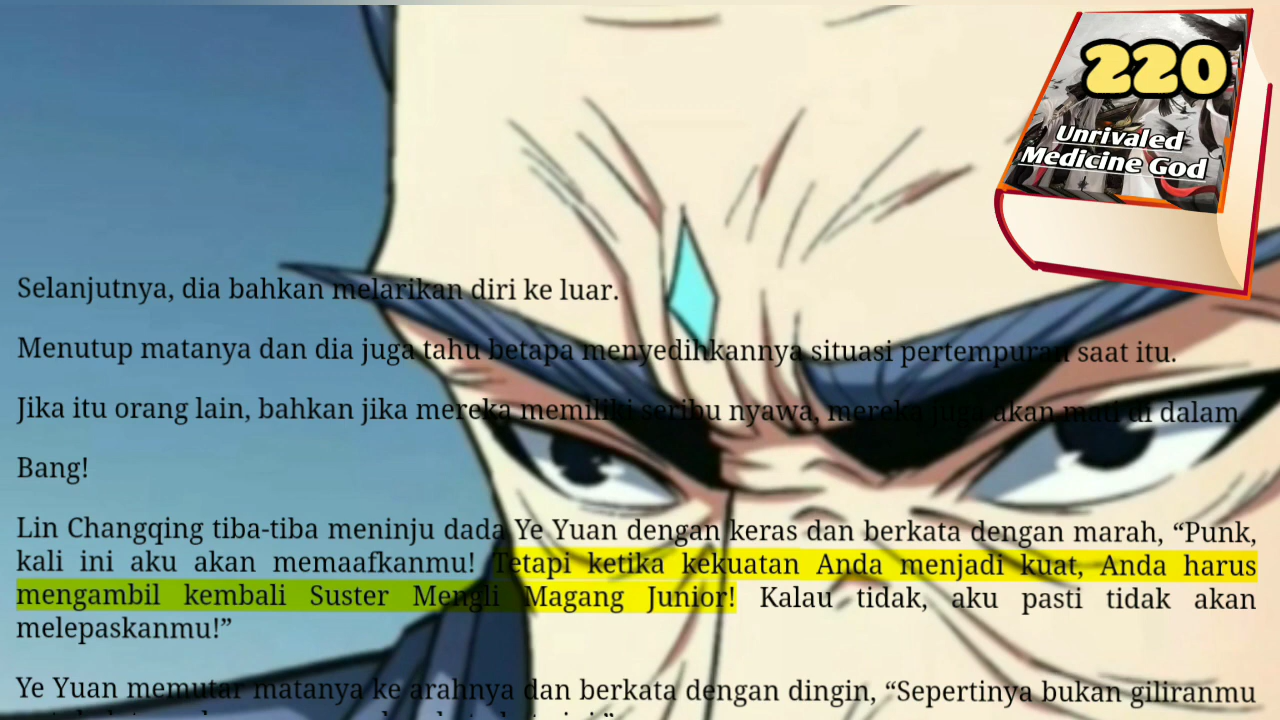 220
Unrivaled
Medicine God
Selanjutnya, dia bahkan melarikan diri ke luar.
Menutup matanya dan dia juga tahu betapa menyedihkannya situasi pertempuran saat itu.
Jika itu orang lain, bahkan jika mereka memiliki seribu nyawa, mereka juga akan mati di dalam.
Bang!
Lin Changqing tiba-tiba meninju dada Ye Yuan dengan keras dan berkata dengan marah, “Punk,
kali ini aku akan memaafkanmu! Tetapi ketika kekuatan Anda menjadi kuat, Anda harus
mengambil kembali Suster Mengli Magang Junior! Kalau tidak, aku pasti tidak akan
melepaskanmu!”
Ye Yuan memutar matanya ke arahnya dan berkata dengan dingin, “Sepertinya bukan giliranmu